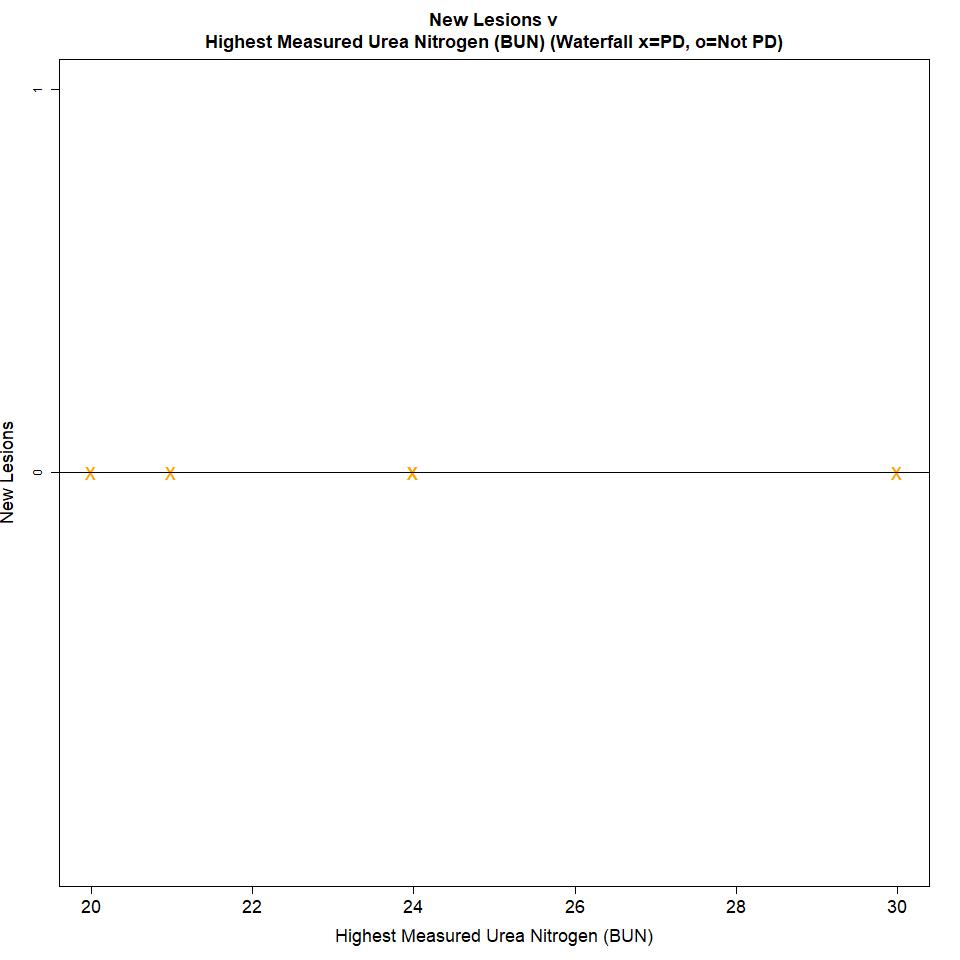 New Lesions v
Highest Measured Urea Nitrogen (BUN) (Waterfall x=PD, o=Not PD)
1
0
New Lesions
x x x x
20 22 24 26 28 30
Highest Measured Urea Nitrogen (BUN)